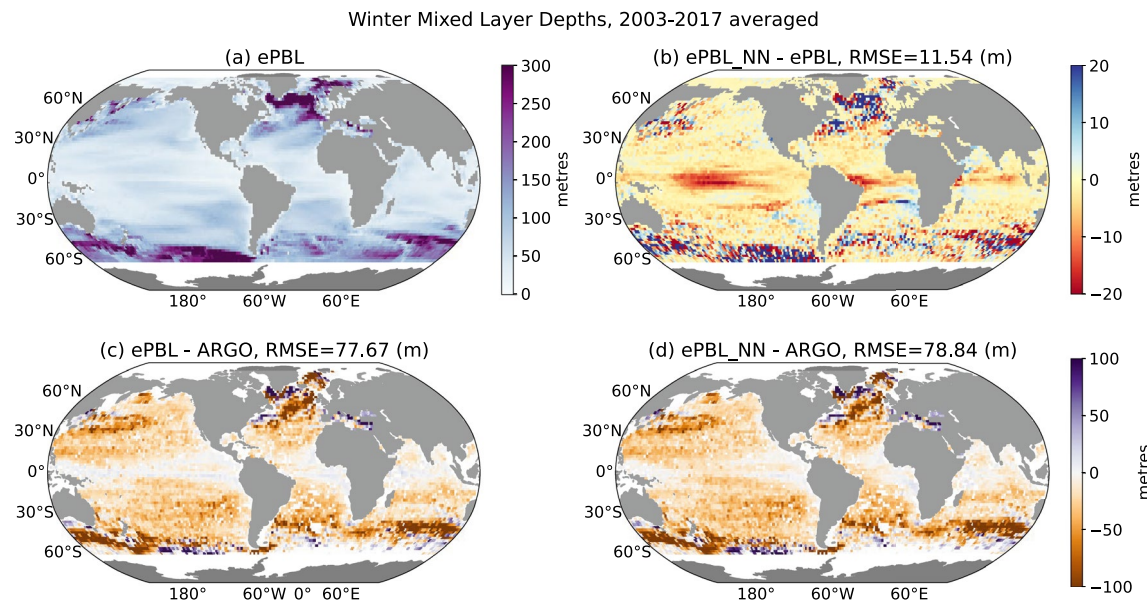 Winter Mixed Layer Depths, 2003-2017 averaged
(a) ePBL
60°N
30°N
0°
30°S
60°S
180°
60°W
60°E
300
250
200
150
100
50
0
metres
(b) ePBL_NN - ePBL, RMSE=11.54 (m)
60°N
30°N
0°
30°S
60°S
180°
60°W
60°E
20
10
0
−10
−20
metres
(c) ePBL - ARGO, RMSE=77.67 (m)
60°N
30°N
0°
30°S
60°S
180°
60°W 0° 60°E
(d) ePBL_NN - ARGO, RMSE=78.84 (m)
60°N
30°N
0°
30°S
60°S
180°
60°W
60°E
100
50
0
−50
−100
metres